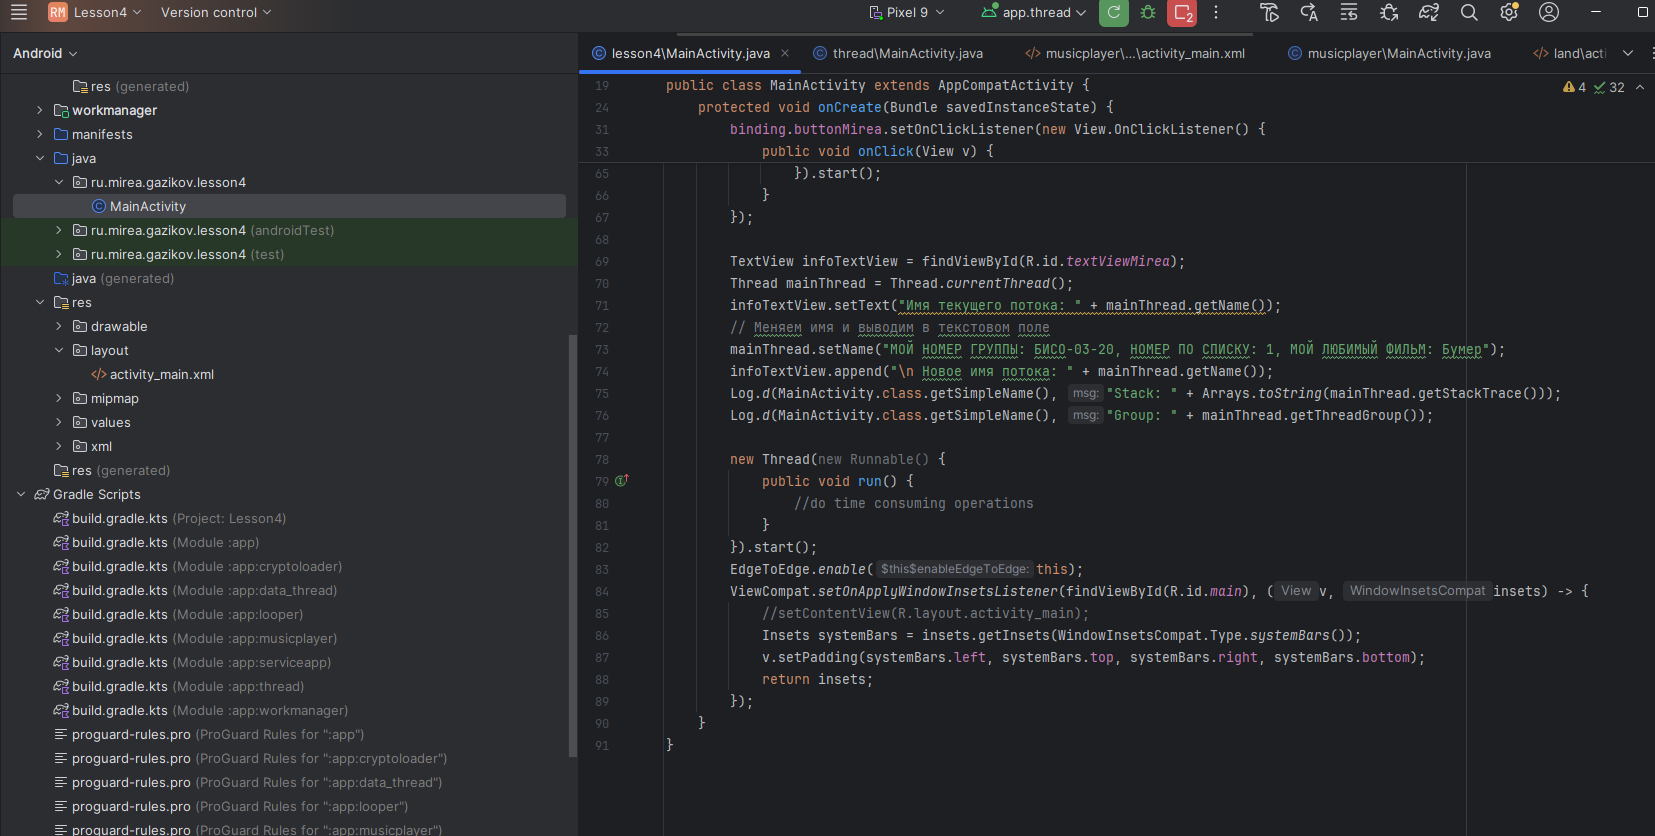 RM Lesson4 Version control Pixel 9 app.thread 2
Android
res (generated)
workmanager
manifests
java
ru.mirea.gazikov.lesson4
MainActivity
ru.mirea.gazikov.lesson4 (androidTest)
ru.mirea.gazikov.lesson4 (test)
java (generated)
res
drawable
layout
activity_main.xml
mipmap
values
xml
res (generated)
Gradle Scripts
build.gradle.kts (Project: Lesson4)
build.gradle.kts (Module :app)
build.gradle.kts (Module :app:cryptoloader)
build.gradle.kts (Module :app:data_thread)
build.gradle.kts (Module :app:looper)
build.gradle.kts (Module :app:musicplayer)
build.gradle.kts (Module :app:serviceapp)
build.gradle.kts (Module :app:thread)
build.gradle.kts (Module :app:workmanager)
proguard-rules.pro (ProGuard Rules for ":app")
proguard-rules.pro (ProGuard Rules for ":app:cryptoloader")
proguard-rules.pro (ProGuard Rules for ":app:data_thread")
proguard-rules.pro (ProGuard Rules for ":app:looper")
proguard-rules.pro (ProGuard Rules for ":app:musicplayer")
lesson4\MainActivity.java thread\MainActivity.java musicplayer\...\activity_main.xml musicplayer\MainActivity.java land\acti
4 32
19 public class MainActivity extends AppCompatActivity {
24 protected void onCreate(Bundle savedInstanceState) {
31 binding.buttonMirea.setOnClickListener(new View.OnClickListener() {
33 public void onClick(View v) {
65 }).start();
66 }
67 });
68
69 TextView infoTextView = findViewById(R.id.textViewMirea);
70 Thread mainThread = Thread.currentThread();
71 infoTextView.setText("Имя текущего потока: " + mainThread.getName());
72 // Меняем имя и выводим в текстовом поле
73 mainThread.setName("МОЙ НОМЕР ГРУППЫ: БИСО-03-20, НОМЕР ПО СПИСКУ: 1, МОЙ ЛЮБИМЫЙ ФИЛЬМ: Бумер");
74 infoTextView.append("\n Новое имя потока: " + mainThread.getName());
75 Log.d(MainActivity.class.getSimpleName(), msg: "Stack: " + Arrays.toString(mainThread.getStackTrace()));
76 Log.d(MainActivity.class.getSimpleName(), msg: "Group: " + mainThread.getThreadGroup());
77
78 new Thread(new Runnable() {
79 public void run() {
80 //do time consuming operations
81 }
82 }).start();
83 EdgeToEdge.enable( $this$enableEdgeToEdge: this);
84 ViewCompat.setOnApplyWindowInsetsListener(findViewById(R.id.main), ( View v, WindowInsetsCompat insets) -> {
85 //setContentView(R.layout.activity_main);
86 Insets systemBars = insets.getInsets(WindowInsetsCompat.Type.systemBars());
87 v.setPadding(systemBars.left, systemBars.top, systemBars.right, systemBars.bottom);
88 return insets;
89 });
90 }
91 }